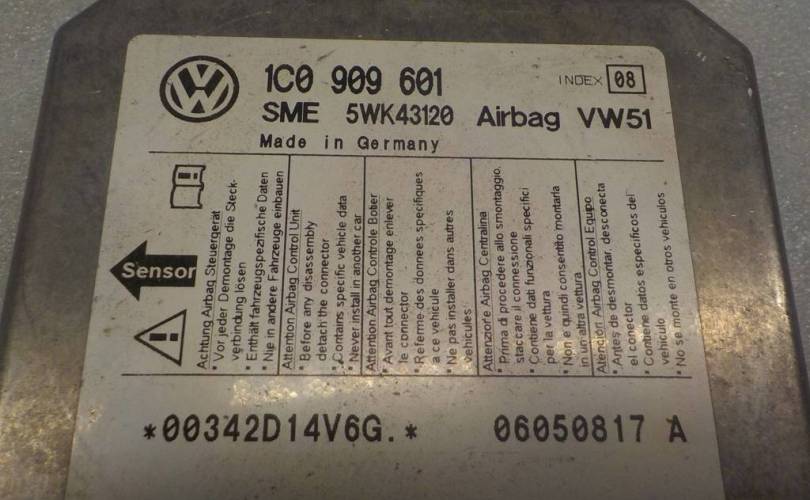 1C0 909 601
INDEX 08
SME 5WK43120 Airbag VW51
Made in Germany
Sensor
Achtung Airbag Steuergerät
• Vor jeder Demontage die Steck-
verbindung lösen
• Enthält fahrzeugspezifische Daten
• Nie in andere Fahrzeuge einbauen
Attention Airbag Control Unit
• Before any disassembly
detach the connector
• Contains specific vehicle data
• Never install in another car
Attention Airbag Controle Boîtier
• Avant tout demontage enlever
le connector
• Referme des donnees specifiques
a ce vehicule
• Ne pas installer dans autres
vehicules
Attenzione Airbag Centralina
• Prima di procedere allo smontaggio,
staccare il connessione
• Contiene dati funzionali specifici
per la vettura
• Non e quindi consentito montarla
in un altra vettura
Atencion Airbag Control Equipo
• Antes de desmontar, desconecta
el conector
• Contiene datos especificos del
vehiculo
• No se monte en otros vehiculos
*00342D14V6G.* 06050817 A